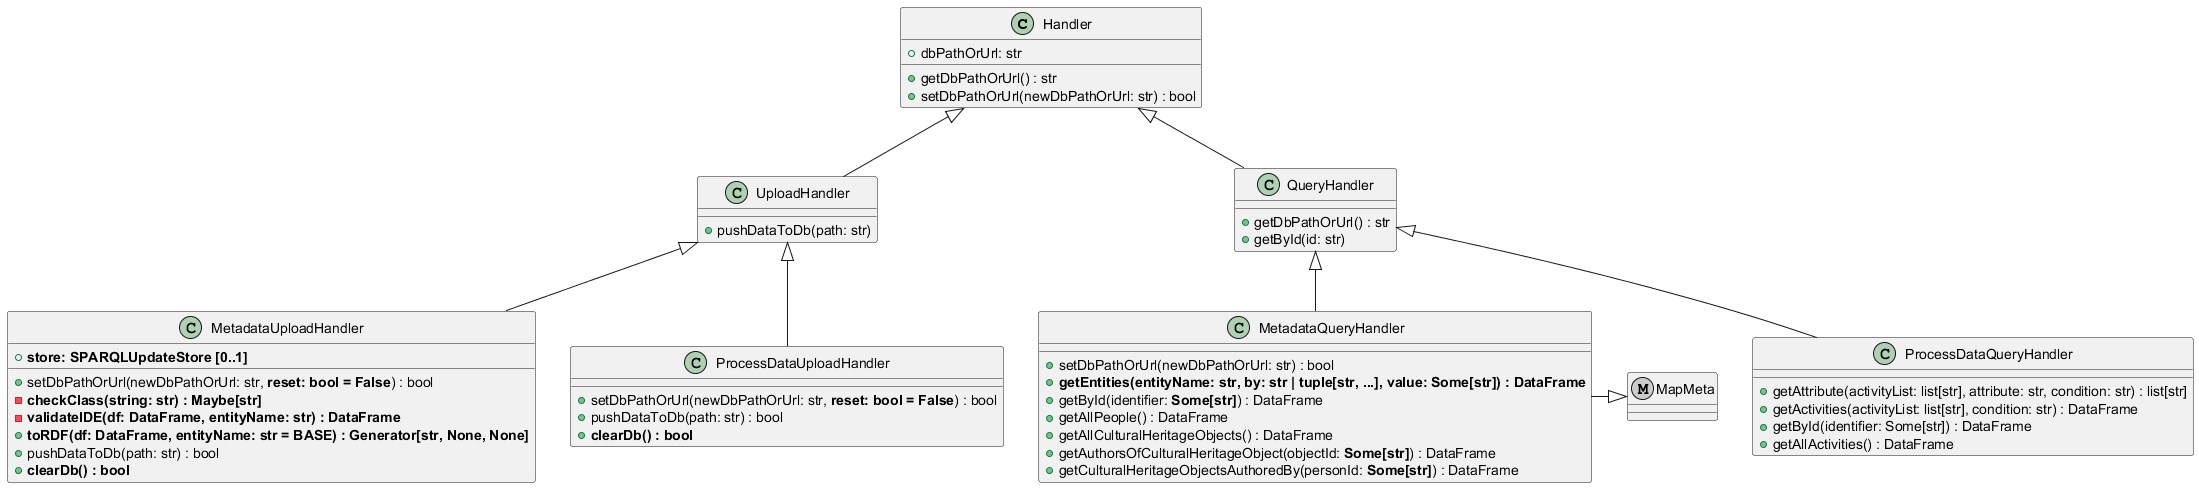 C Handler
dbPathOrUrl: str
getDbPathOrUrl() : str
setDbPathOrUrl(newDbPathOrUrl: str) : bool
C UploadHandler
pushDataToDb(path: str)
C QueryHandler
getDbPathOrUrl() : str
getById(id: str)
C MetadataUploadHandler
store: SPARQLUpdateStore [0..1]
setDbPathOrUrl(newDbPathOrUrl: str, reset: bool = False) : bool
checkClass(string: str) : Maybe[str]
validateIDE(df: DataFrame, entityName: str) : DataFrame
toRDF(df: DataFrame, entityName: str = BASE) : Generator[str, None, None]
pushDataToDb(path: str) : bool
clearDb() : bool
C ProcessDataUploadHandler
setDbPathOrUrl(newDbPathOrUrl: str, reset: bool = False) : bool
pushDataToDb(path: str) : bool
clearDb() : bool
C MetadataQueryHandler
setDbPathOrUrl(newDbPathOrUrl: str) : bool
getEntities(entityName: str, by: str | tuple[str, ...], value: Some[str]) : DataFrame
getById(identifier: Some[str]) : DataFrame
getAllPeople() : DataFrame
getAllCulturalHeritageObjects() : DataFrame
getAuthorsOfCulturalHeritageObject(objectId: Some[str]) : DataFrame
getCulturalHeritageObjectsAuthoredBy(personId: Some[str]) : DataFrame
M MapMeta
C ProcessDataQueryHandler
getAttribute(activityList: list[str], attribute: str, condition: str) : list[str]
getActivities(activityList: list[str], condition: str) : DataFrame
getById(identifier: Some[str]) : DataFrame
getAllActivities() : DataFrame